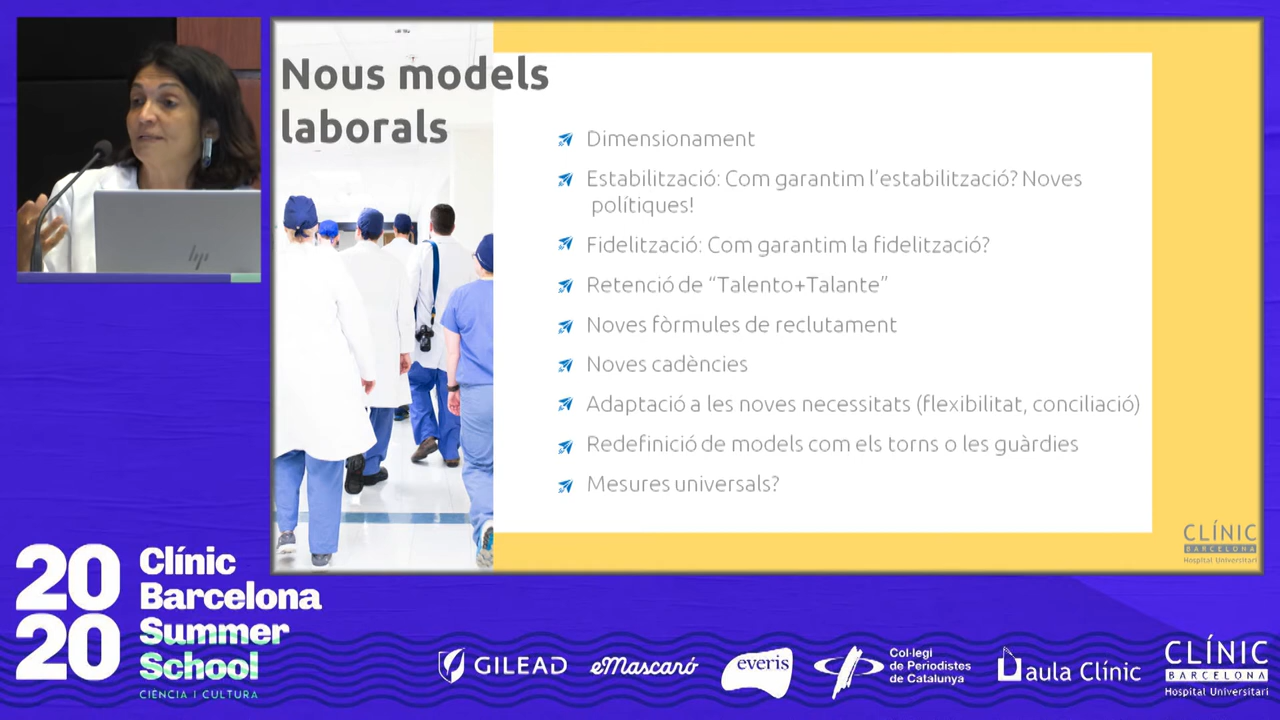 Nous models
laborals
Dimensionament
Estabilització: Com garantim l'estabilització? Noves
polítiques!
Fidelització: Com garantim la fidelització?
Retenció de “Talento+Talante”
Noves fòrmules de reclutament
Noves cadències
Adaptació a les noves necessitats (flexibilitat, conciliació)
Redefinició de models com els torns o les guàrdies
Mesures universals?
CLÍNIC
BARCELONA
Hospital Universitari
hp
20
20
Clínic
Barcelona
Summer
School
CIÈNCIA I CULTURA
GILEAD
eMascaró
everis
Col·legi
de Periodistes
de Catalunya
aula Clínic
CLÍNIC
BARCELONA
Hospital Universitari